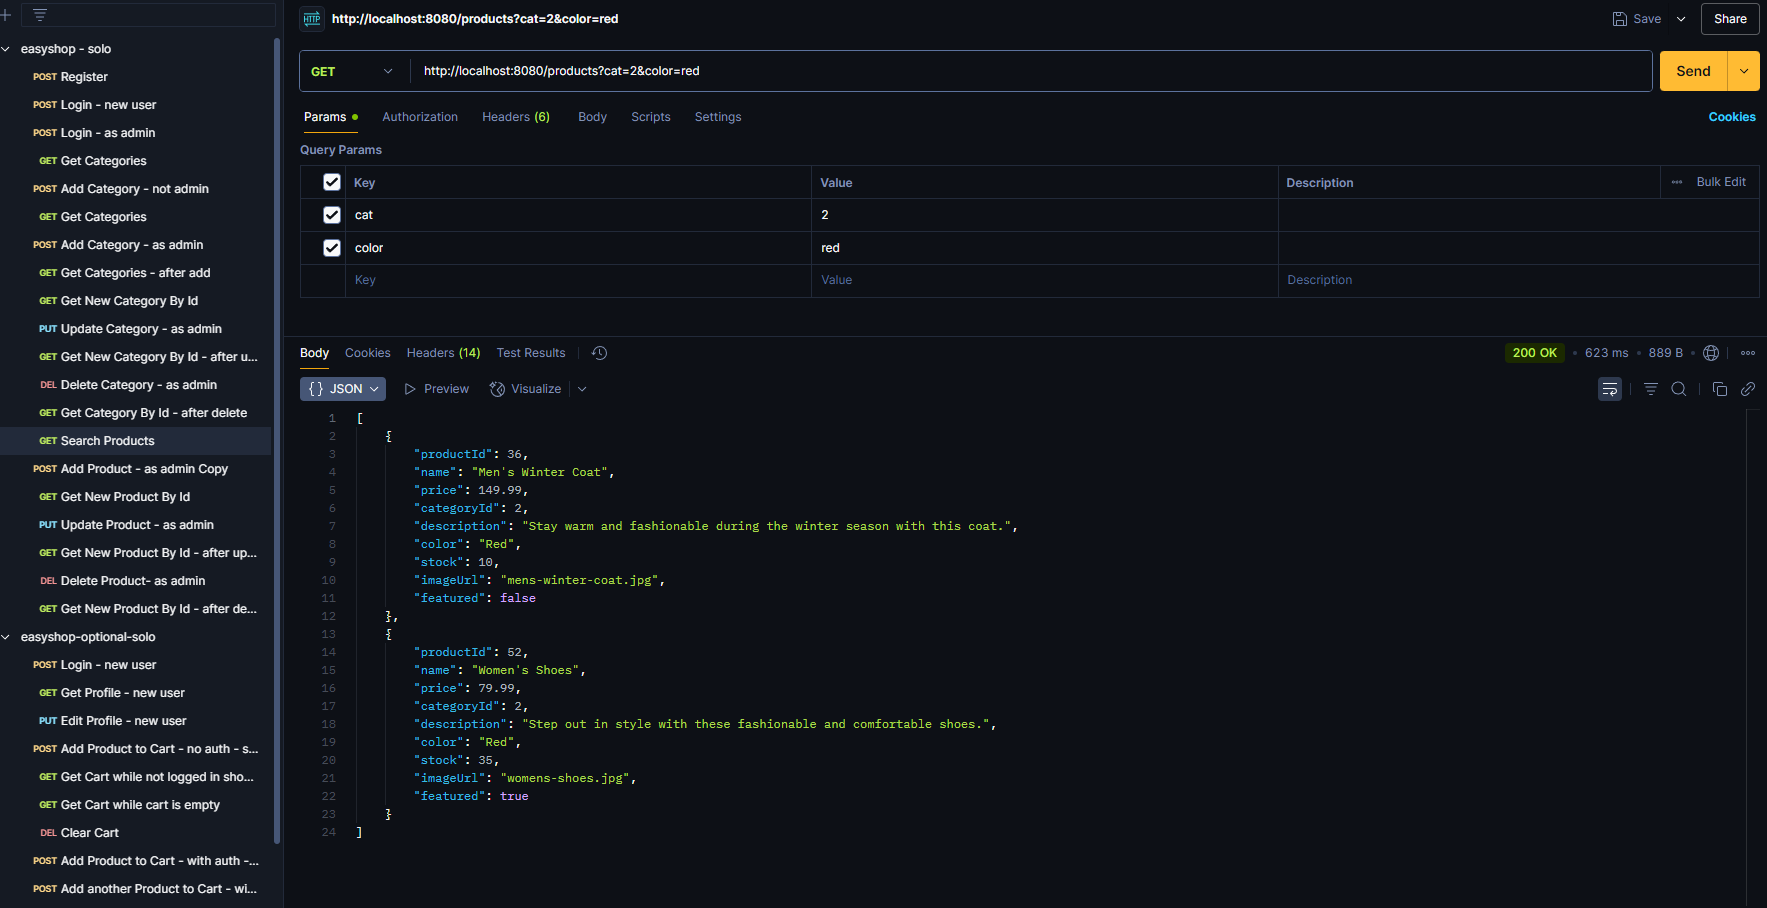 easyshop - solo
POST Register
POST Login - new user
POST Login - as admin
GET Get Categories
POST Add Category - not admin
GET Get Categories
POST Add Category - as admin
GET Get Categories - after add
GET Get New Category By Id
PUT Update Category - as admin
GET Get New Category By Id - after u...
DEL Delete Category - as admin
GET Get Category By Id - after delete
GET Search Products
POST Add Product - as admin Copy
GET Get New Product By Id
PUT Update Product - as admin
GET Get New Product By Id - after up...
DEL Delete Product- as admin
GET Get New Product By Id - after de...
easyshop-optional-solo
POST Login - new user
GET Get Profile - new user
PUT Edit Profile - new user
POST Add Product to Cart - no auth - s...
GET Get Cart while not logged in sho...
GET Get Cart while cart is empty
DEL Clear Cart
POST Add Product to Cart - with auth -...
POST Add another Product to Cart - wi...
HTTP http://localhost:8080/products?cat=2&color=red Save Share
GET http://localhost:8080/products?cat=2&color=red Send
Params Authorization Headers (6) Body Scripts Settings Cookies
Query Params
Key Value Description ... Bulk Edit
cat 2
color red
Key Value Description
Body Cookies Headers (14) Test Results 200 OK • 623 ms • 889 B •
{} JSON Preview Visualize
1 [
2 {
3 "productId": 36,
4 "name": "Men's Winter Coat",
5 "price": 149.99,
6 "categoryId": 2,
7 "description": "Stay warm and fashionable during the winter season with this coat.",
8 "color": "Red",
9 "stock": 10,
10 "imageUrl": "mens-winter-coat.jpg",
11 "featured": false
12 },
13 {
14 "productId": 52,
15 "name": "Women's Shoes",
16 "price": 79.99,
17 "categoryId": 2,
18 "description": "Step out in style with these fashionable and comfortable shoes.",
19 "color": "Red",
20 "stock": 35,
21 "imageUrl": "womens-shoes.jpg",
22 "featured": true
23 }
24 ]